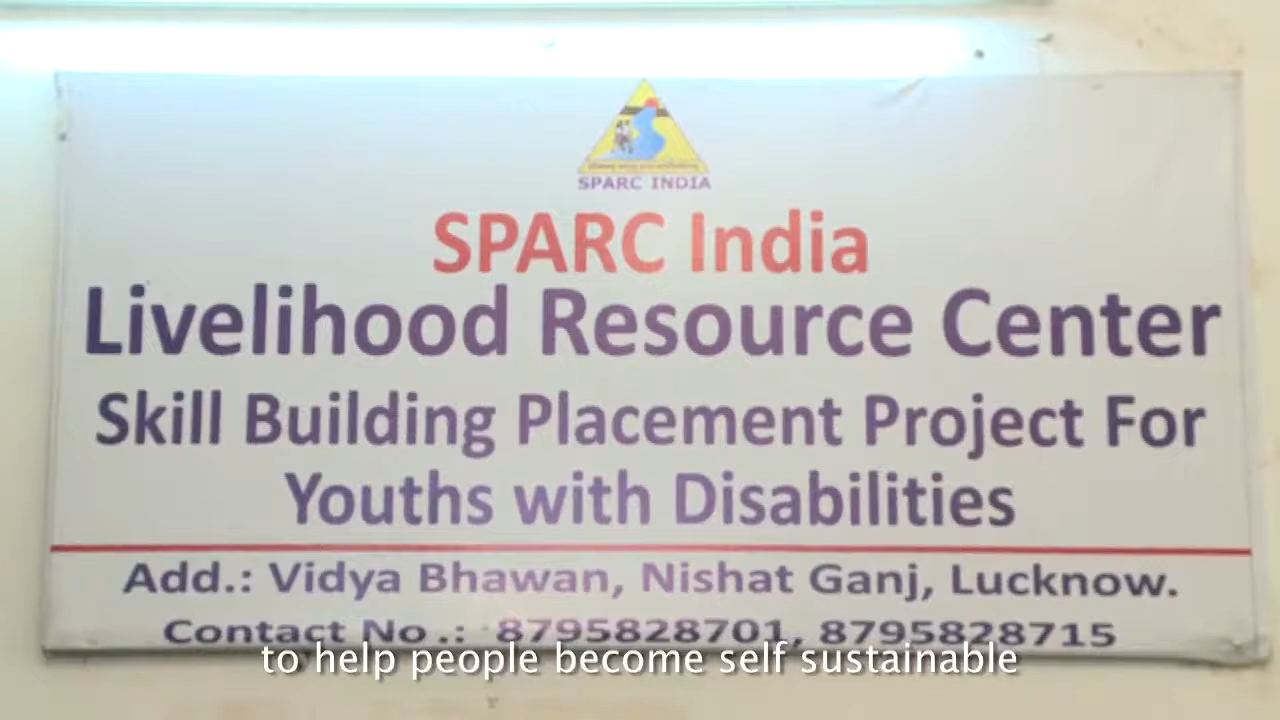 SPARC INDIA
SPARC India
Livelihood Resource Center
Skill Building Placement Project For
Youths with Disabilities
Add.: Vidya Bhawan, Nishat Ganj, Lucknow.
Contact No.: 8795828701, 8795828715
to help people become self sustainable